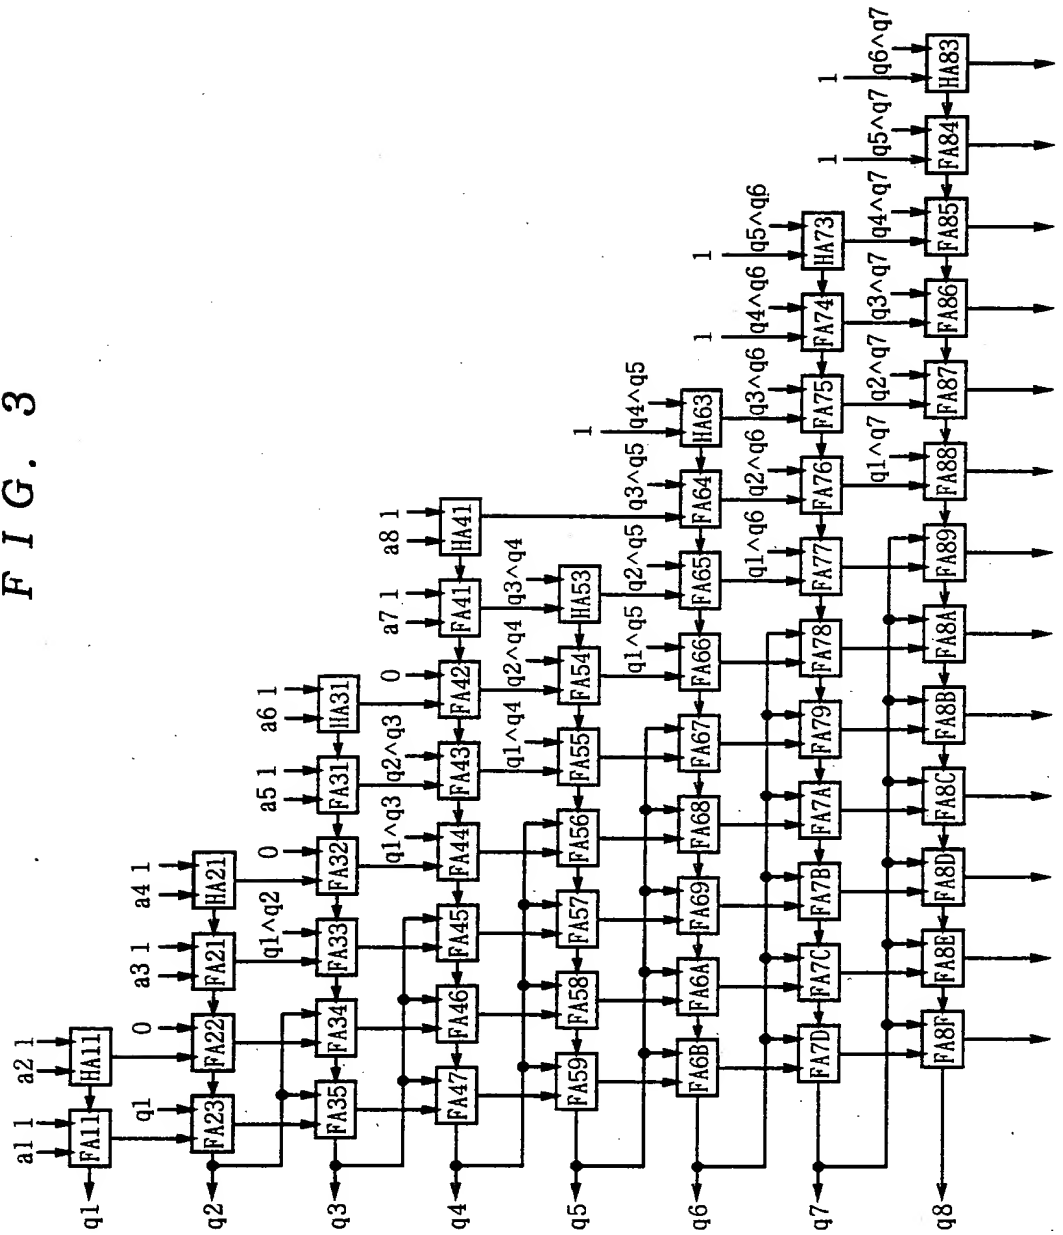 FIG. 3
a1 1 a2 1
q1 FA11 HA11
q1 0 a3 1 a4 1
q2 FA23 FA22 FA21 HA21
q1^q2 0 a5 1 a6 1
q3 FA35 FA34 FA33 FA32 FA31 HA31
q1^q3 q2^q3 0 a7 1 a8 1
q4 FA47 FA46 FA45 FA44 FA43 FA42 FA41 HA41
q1^q4 q2^q4 q3^q4
q5 FA59 FA58 FA57 FA56 FA55 FA54 HA53
q1^q5 q2^q5 q3^q5 1 q4^q5
q6 FA6B FA6A FA69 FA68 FA67 FA66 FA65 FA64 HA63
q1^q6 q2^q6 q3^q6 1 q4^q6 1 q5^q6
q7 FA7D FA7C FA7B FA7A FA79 FA78 FA77 FA76 FA75 FA74 HA73
q1^q7 q2^q7 q3^q7 q4^q7 1 q5^q7 1 q6^q7
q8 FA8F FA8E FA8D FA8C FA8B FA8A FA89 FA88 FA87 FA86 FA85 FA84 HA83